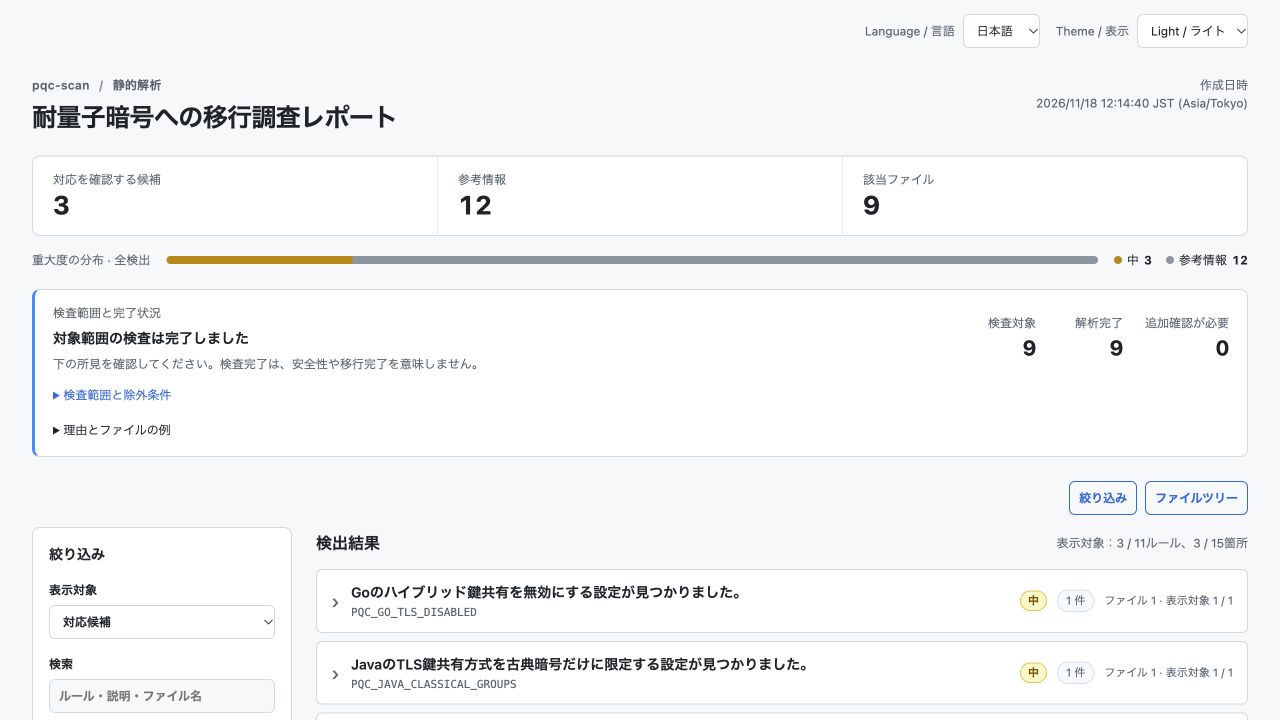 Language / 言語 日本語 Theme / 表示 Light / ライト
pqc-scan / 静的解析
耐量子暗号への移行調査レポート
作成日時
2026/11/18 12:14:40 JST (Asia/Tokyo)
対応を確認する候補
3
参考情報
12
該当ファイル
9
重大度の分布 · 全検出 中 3 参考情報 12
検査範囲と完了状況
対象範囲の検査は完了しました
下の所見を確認してください。検査完了は、安全性や移行完了を意味しません。
検査範囲と除外条件
理由とファイルの例
検査対象
9
解析完了
9
追加確認が必要
0
絞り込み ファイルツリー
絞り込み
表示対象
対応候補
検索
ルール・説明・ファイル名
検出結果
表示対象：3 / 11ルール、3 / 15箇所
Goのハイブリッド鍵共有を無効にする設定が見つかりました。
PQC_GO_TLS_DISABLED
中 1 件 ファイル 1 · 表示対象 1 / 1
JavaのTLS鍵共有方式を古典暗号だけに限定する設定が見つかりました。
PQC_JAVA_CLASSICAL_GROUPS
中 1 件 ファイル 1 · 表示対象 1 / 1